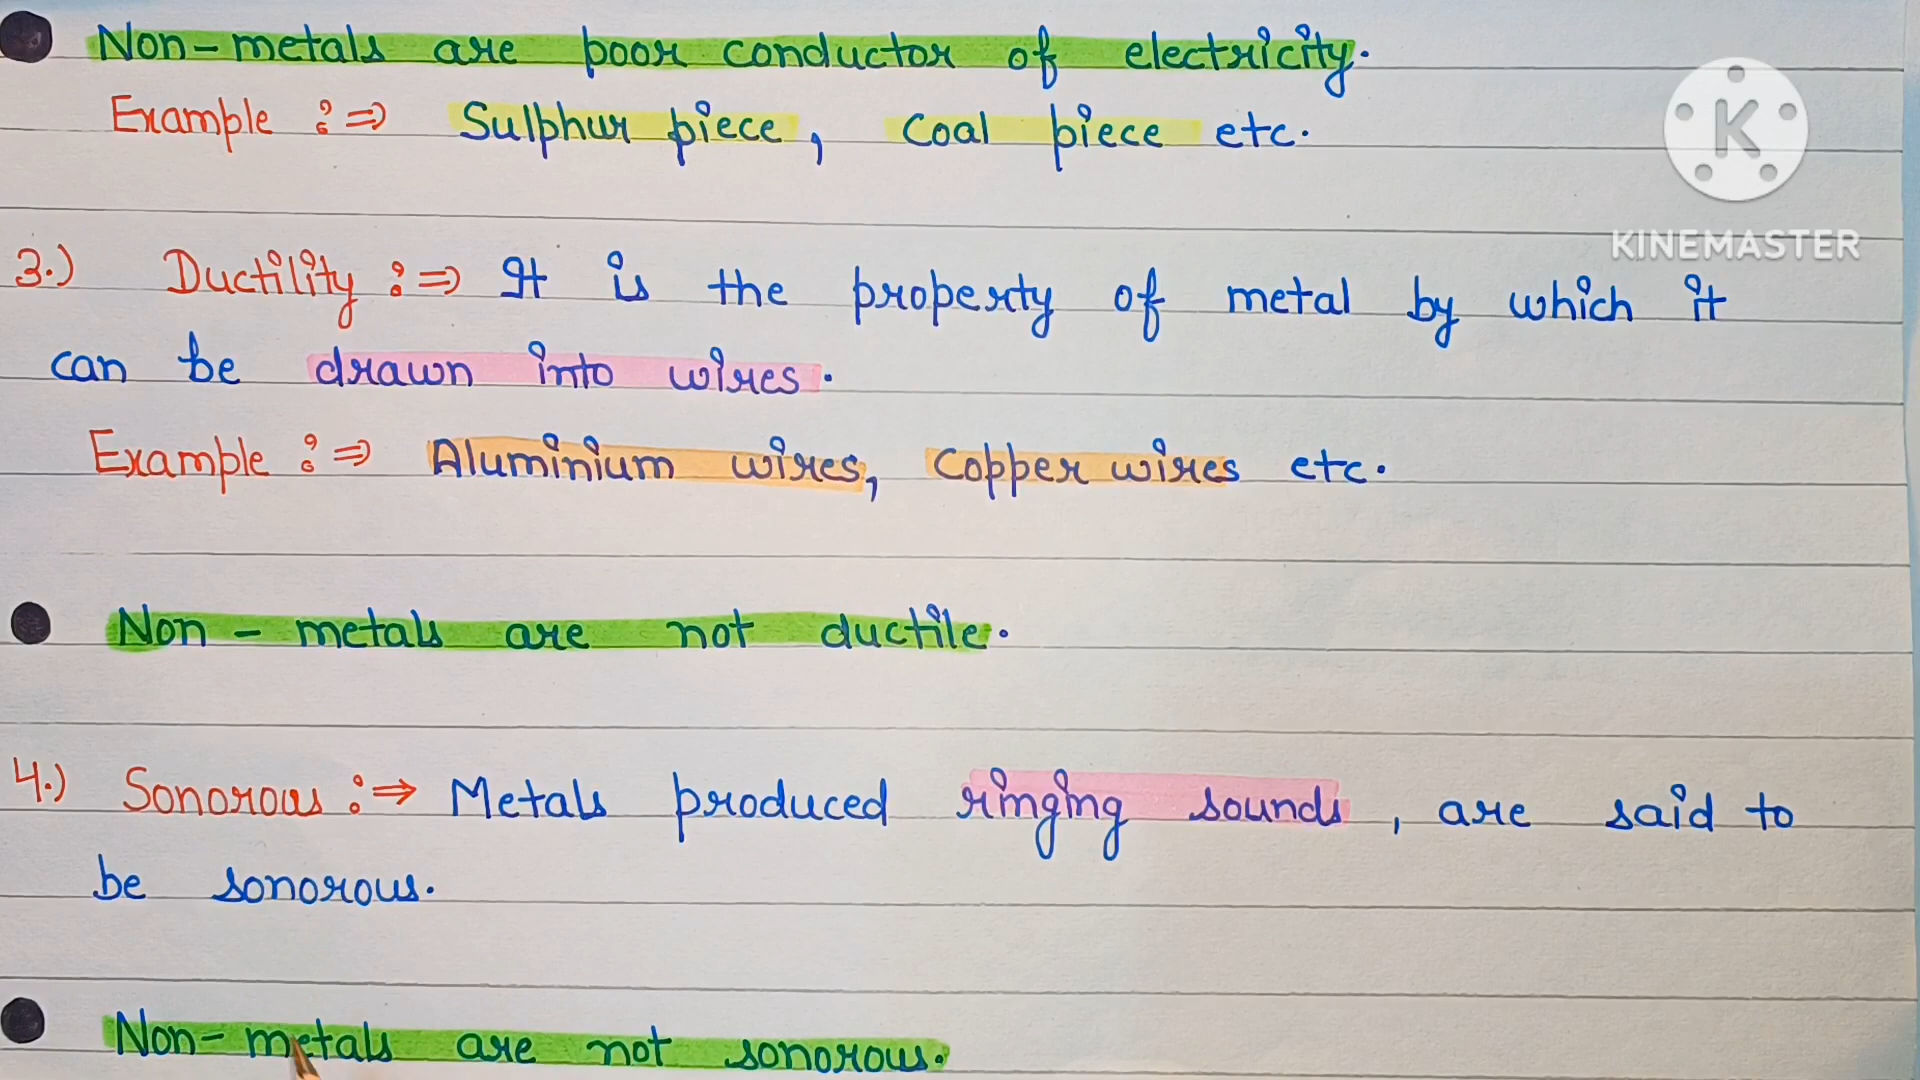 Non-metals are poor conductor of electricity.
Example :⇒ Sulphur piece, Coal piece etc.
K
KINEMASTER
3.) Ductility :⇒ It is the property of metal by which it
can be drawn into wires.
Example :⇒ Aluminium wires, Copper wires etc.
Non - metals are not ductile.
4.) Sonorous :⇒ Metals produced ringing sounds, are said to
be sonorous.
Non-metals are not sonorous.